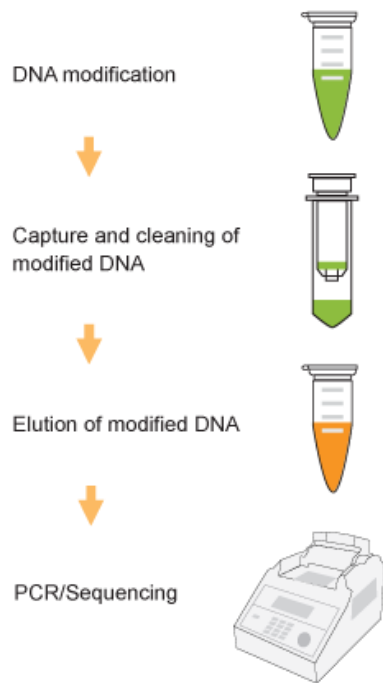 DNA modification
Capture and cleaning of
modified DNA
Elution of modified DNA
PCR/Sequencing